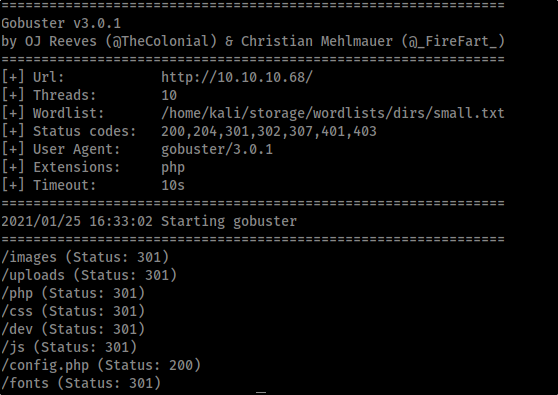 ===============================================================
Gobuster v3.0.1
by OJ Reeves (@TheColonial) & Christian Mehlmauer (@_FireFart_)
===============================================================
[+] Url:            http://10.10.10.68/
[+] Threads:        10
[+] Wordlist:       /home/kali/storage/wordlists/dirs/small.txt
[+] Status codes:   200,204,301,302,307,401,403
[+] User Agent:     gobuster/3.0.1
[+] Extensions:     php
[+] Timeout:        10s
===============================================================
2021/01/25 16:33:02 Starting gobuster
===============================================================
/images (Status: 301)
/uploads (Status: 301)
/php (Status: 301)
/css (Status: 301)
/dev (Status: 301)
/js (Status: 301)
/config.php (Status: 200)
/fonts (Status: 301)